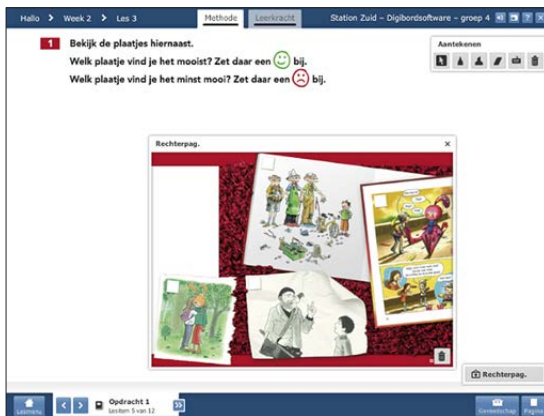 Hallo > Week 2 > Les 3
Methode
Leerkracht
Station Zuid – Digibordsoftware – groep 4
1 Bekijk de plaatjes hiernaast.
Welk plaatje vind je het mooist? Zet daar een bij.
Welk plaatje vind je het minst mooi? Zet daar een bij.
Aantekenen
Rechterpag.
Rechterpag.
Lesmenu
Opdracht 1
Lesitem 5 van 12
Gereedschap
Pagina